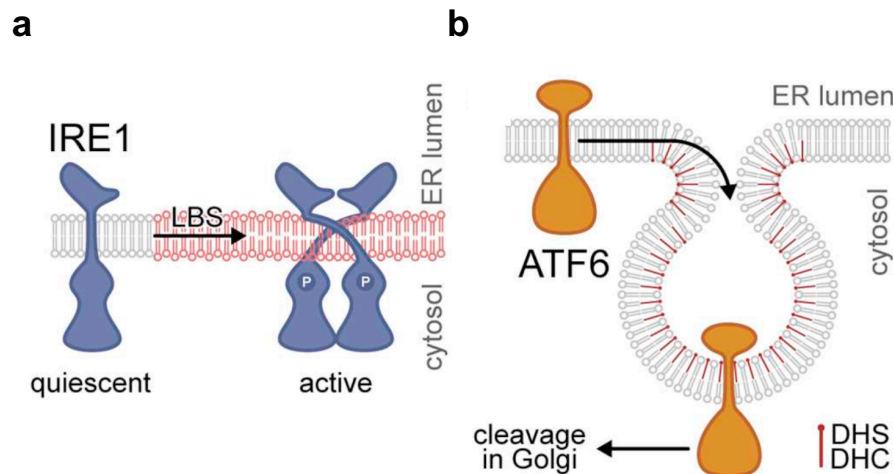 a
IRE1
LBS
ER lumen
cytosol
P
P
quiescent
active
b
ER lumen
cytosol
ATF6
cleavage
in Golgi
DHS
DHC